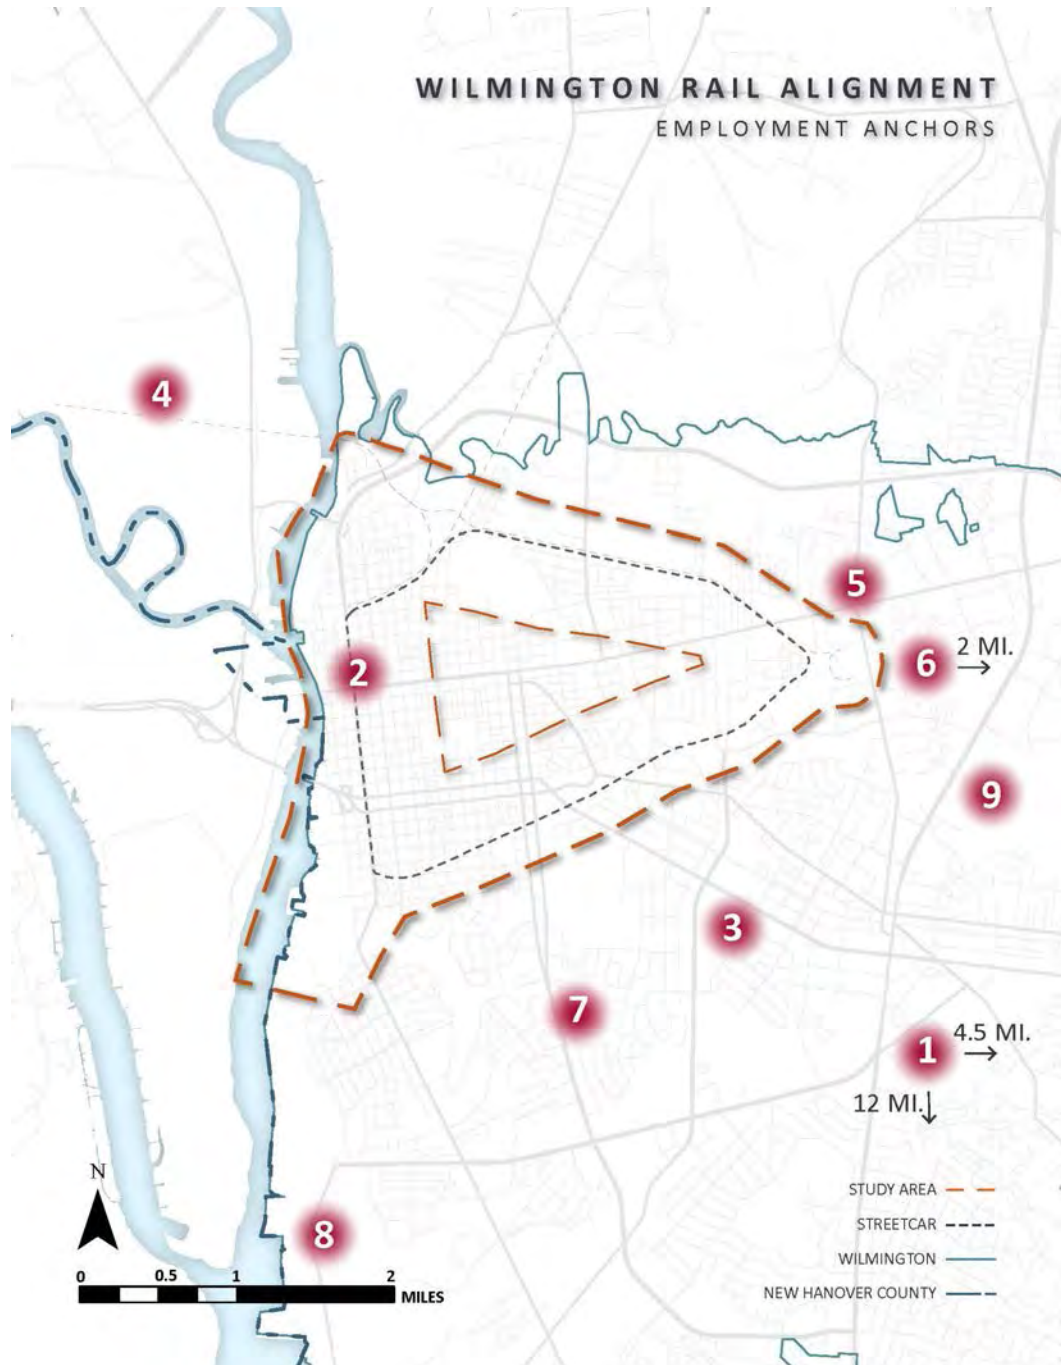 WILMINGTON RAIL ALIGNMENT
EMPLOYMENT ANCHORS
4
5
2
6
2 MI.
9
3
7
1
4.5 MI.
12 MI.
8
N
0 0.5 1 2
MILES
STUDY AREA
STREETCAR
WILMINGTON
NEW HANOVER COUNTY